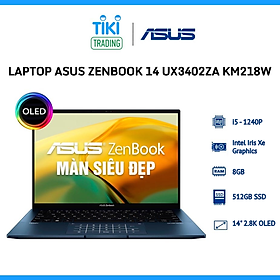 TIKI
TRADING
ASUS
LAPTOP ASUS ZENBOOK 14 UX3402ZA KM218W
OLED
ASUS ZenBook
MÀN SIÊU ĐẸP
i5 - 1240P
Intel Iris Xe
Graphics
RAM
8GB
SSD
512GB SSD
14" 2.8K OLED